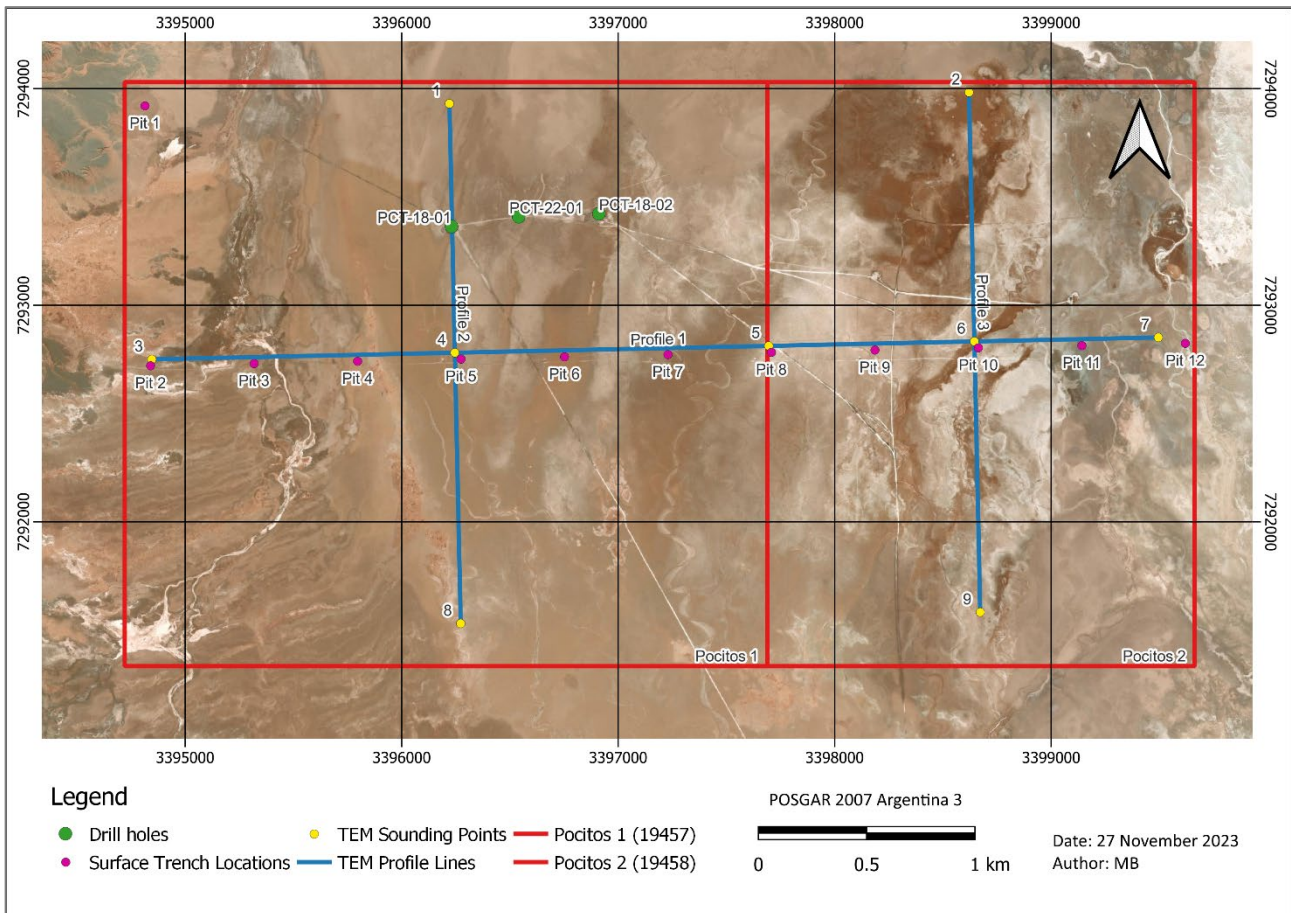 3395000 3396000 3397000 3398000 3399000
7294000 7294000
1 2
Pit 1
PCT-18-01 PCT-22-01 PCT-18-02
7293000 7293000
Profile 2 Profile 3
3 4 Profile 1 5 6 7
Pit 2 Pit 3 Pit 4 Pit 5 Pit 6 Pit 7 Pit 8 Pit 9 Pit 10 Pit 11 Pit 12
7292000 7292000
8 9
Pocitos 1 Pocitos 2
3395000 3396000 3397000 3398000 3399000
Legend
Drill holes
Surface Trench Locations
TEM Sounding Points
TEM Profile Lines
Pocitos 1 (19457)
Pocitos 2 (19458)
POSGAR 2007 Argentina 3
0 0.5 1 km
Date: 27 November 2023
Author: MB